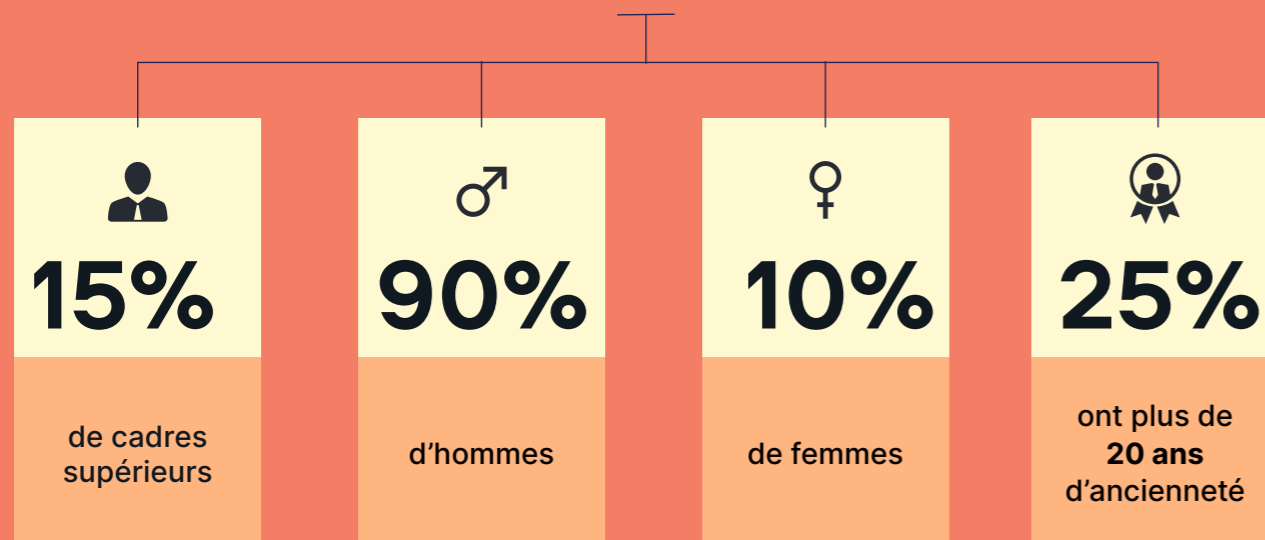 15%
de cadres
supérieurs
90%
d’hommes
10%
de femmes
25%
ont plus de
20 ans
d’ancienneté